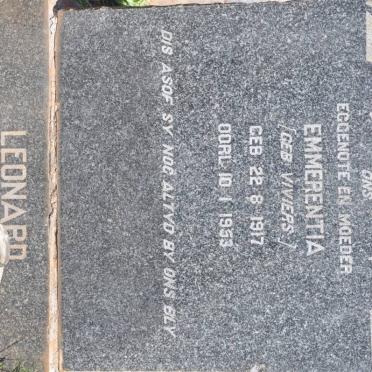 ONS
EGGENOTE EN MOEDER
EMMERENTIA
(GEB VIVIERS)
GEB 22-8-1917
OORL 10-1-1953
DIS ASOF SY NOG ALTYD BY ONS BLY
LEONARD